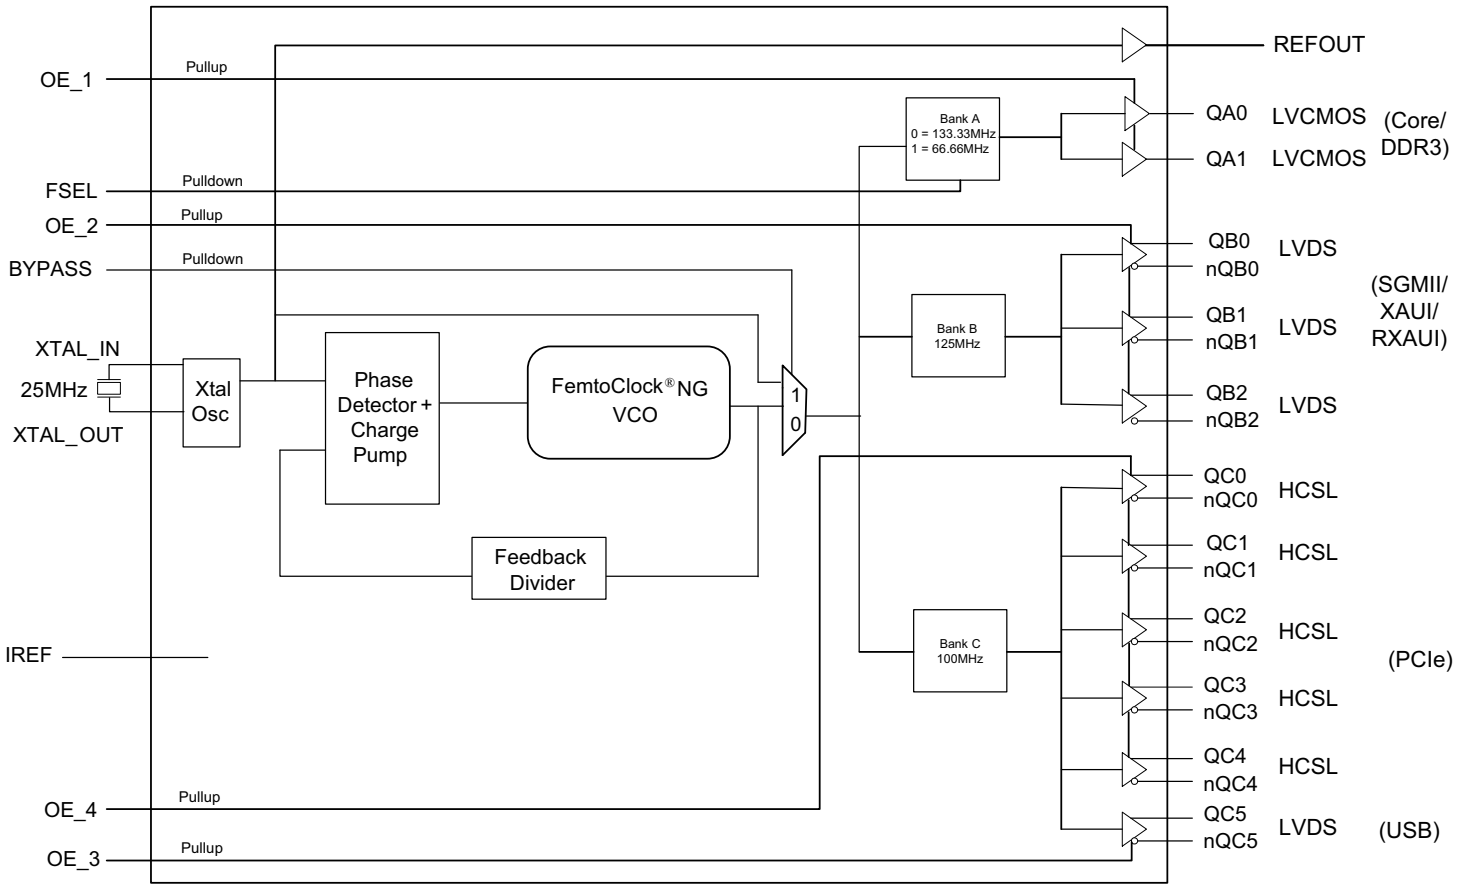 REFOUT
OE_1
Pullup
Bank A
0 = 133.33MHz
1 = 66.66MHz
QA0 LVCMOS
QA1 LVCMOS
(Core/
DDR3)
FSEL
Pulldown
OE_2
Pullup
BYPASS
Pulldown
QB0
nQB0
LVDS
QB1
nQB1
LVDS
QB2
nQB2
LVDS
(SGMII/
XAUI/
RXAUI)
Bank B
125MHz
XTAL_IN
25MHz
XTAL_OUT
Xtal
Osc
Phase
Detector +
Charge
Pump
FemtoClock® NG
VCO
1
0
Feedback
Divider
QC0
nQC0
HCSL
QC1
nQC1
HCSL
QC2
nQC2
HCSL
QC3
nQC3
HCSL
QC4
nQC4
HCSL
(PCIe)
Bank C
100MHz
IREF
QC5
nQC5
LVDS
(USB)
OE_4
Pullup
OE_3
Pullup